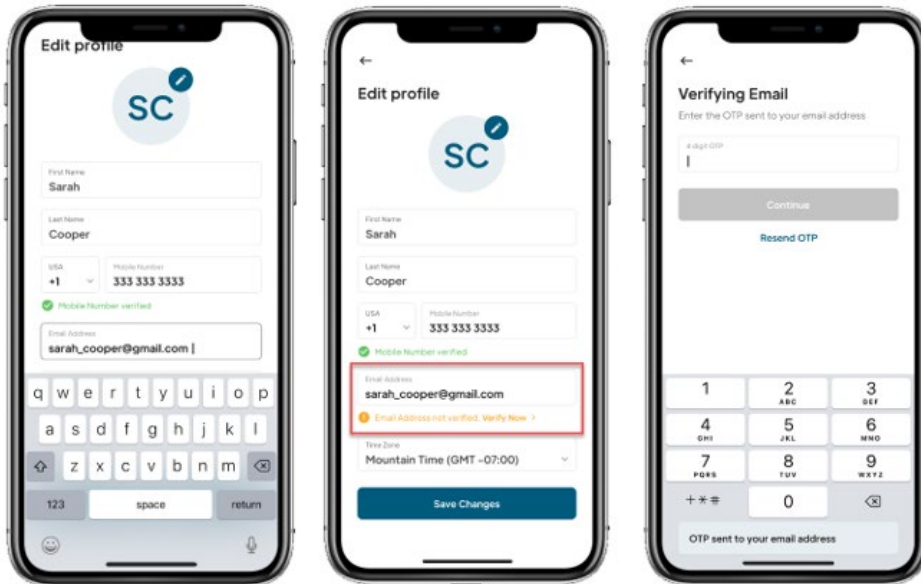 Edit profile
SC
First Name
Sarah
Last Name
Cooper
USA
+1
Mobile Number
333 333 3333
Mobile Number verified
Email Address
sarah_cooper@gmail.com
q w e r t y u i o p
a s d f g h j k l
z x c v b n m
123 space return
Edit profile
SC
First Name
Sarah
Last Name
Cooper
USA
+1
Mobile Number
333 333 3333
Mobile Number verified
Email Address
sarah_cooper@gmail.com
Email Address not verified. Verify Now >
Time Zone
Mountain Time (GMT -07:00)
Save Changes
Verifying Email
Enter the OTP sent to your email address
4 digit OTP
Continue
Resend OTP
1 2 3
ABC DEF
4 5 6
GHI JKL MNO
7 8 9
PQRS TUV WXYZ
+*# 0
OTP sent to your email address